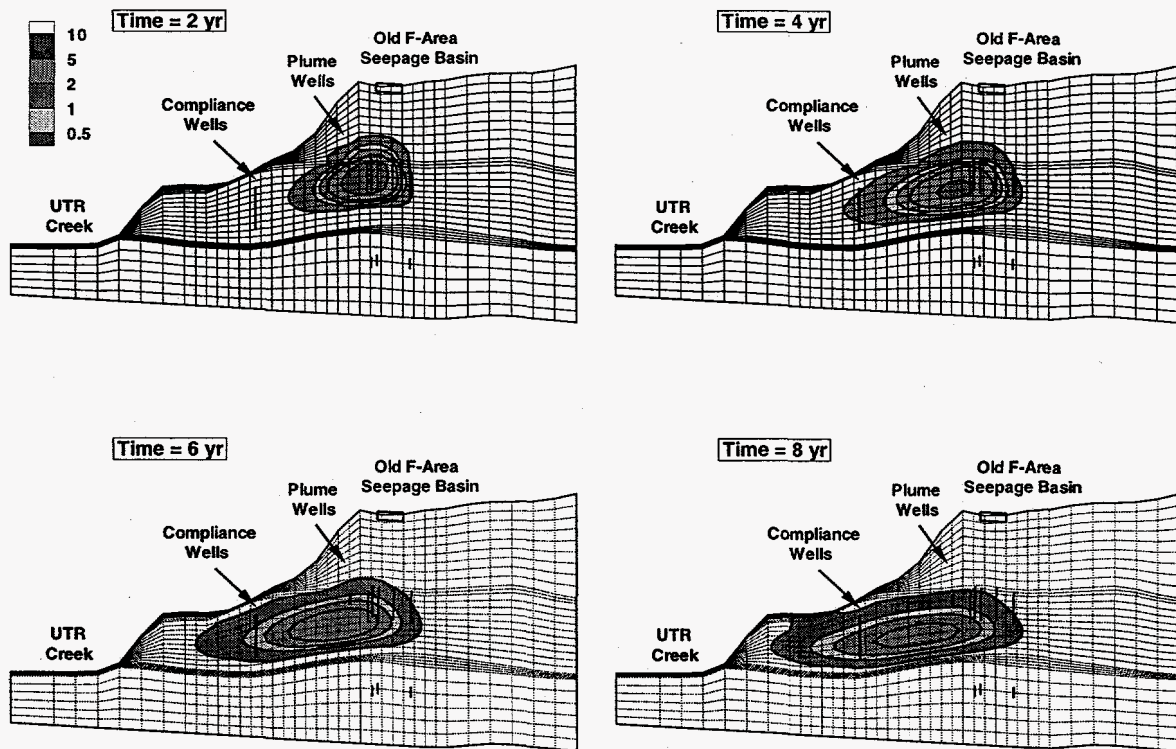 Time = 2 yr
10
5
2
1
0.5
Old F-Area
Seepage Basin
Plume
Wells
Compliance
Wells
UTR
Creek
Time = 4 yr
Old F-Area
Seepage Basin
Plume
Wells
Compliance
Wells
UTR
Creek
Time = 6 yr
Old F-Area
Seepage Basin
Plume
Wells
Compliance
Wells
UTR
Creek
Time = 8 yr
Old F-Area
Seepage Basin
Plume
Wells
Compliance
Wells
UTR
Creek